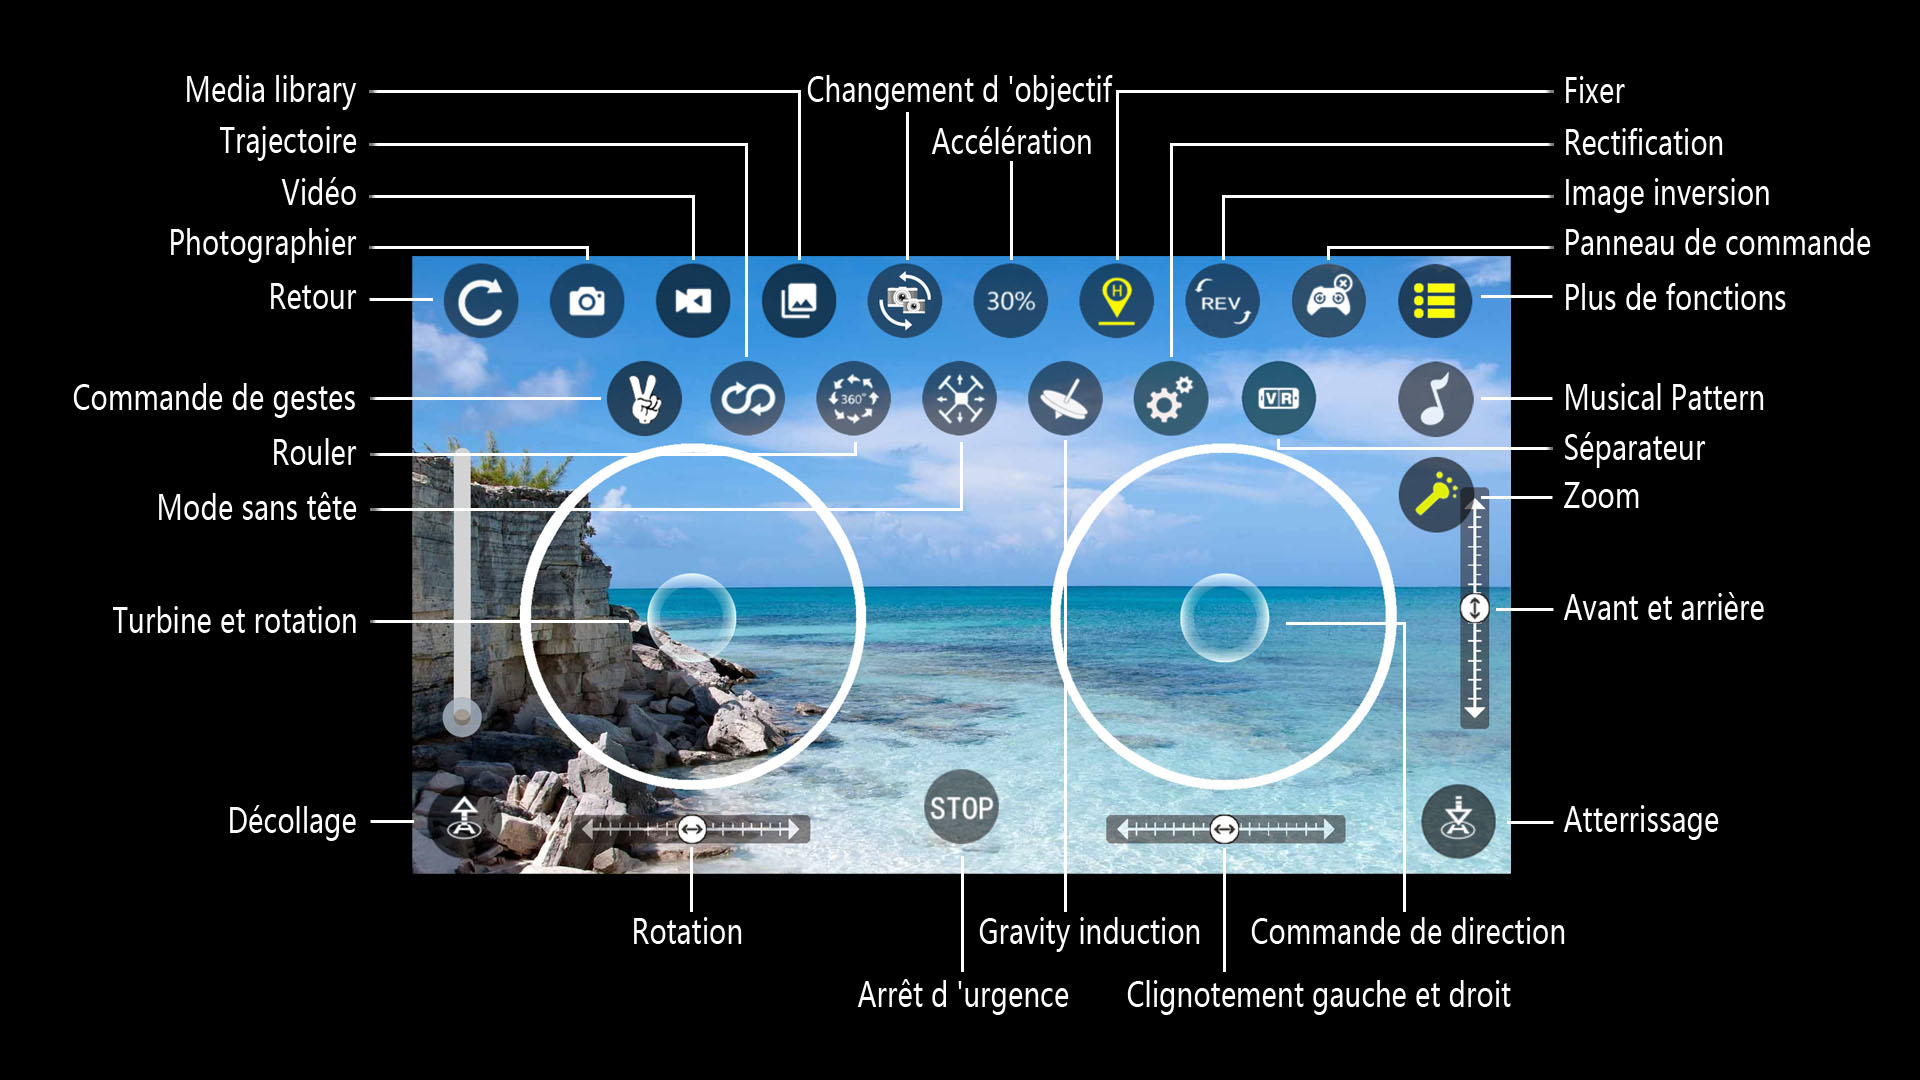 Media library
Changement d 'objectif
Fixer
Trajectoire
Accélération
Rectification
Vidéo
Image inversion
Photographier
Panneau de commande
Retour
30%
H
REV
Plus de fonctions
Commande de gestes
360°
VR
Musical Pattern
Rouler
Séparateur
Mode sans tête
Zoom
Turbine et rotation
Avant et arrière
Décollage
STOP
Atterrissage
Rotation
Gravity induction
Commande de direction
Arrêt d 'urgence
Clignotement gauche et droit